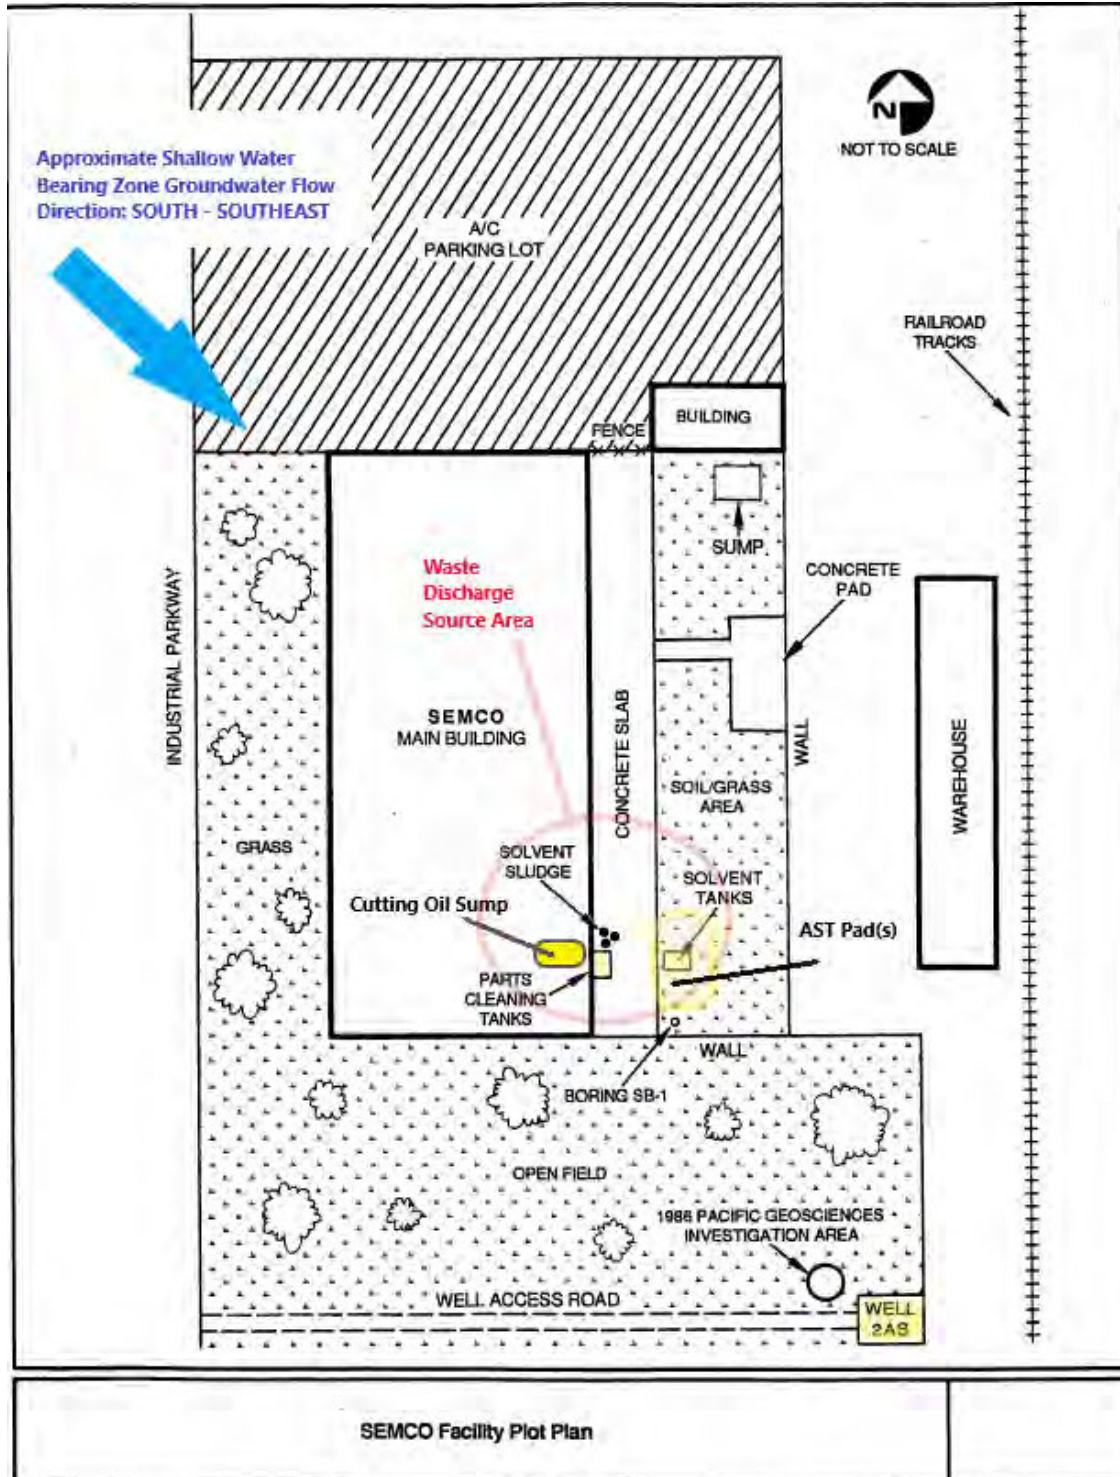 N
NOT TO SCALE
Approximate Shallow Water
Bearing Zone Groundwater Flow
Direction: SOUTH - SOUTHEAST
A/C
PARKING LOT
RAILROAD
TRACKS
BUILDING
FENCE
SUMP
Waste
Discharge
Source Area
CONCRETE
PAD
INDUSTRIAL PARKWAY
SEMCO
MAIN BUILDING
CONCRETE SLAB
WALL
SOIL/GRASS
AREA
WAREHOUSE
GRASS
SOLVENT
SLUDGE
SOLVENT
TANKS
Cutting Oil Sump
AST Pad(s)
PARTS
CLEANING
TANKS
WALL
BORING SB-1
OPEN FIELD
1986 PACIFIC GEOSCIENCES
INVESTIGATION AREA
WELL ACCESS ROAD
WELL
2AS
SEMCO Facility Plot Plan